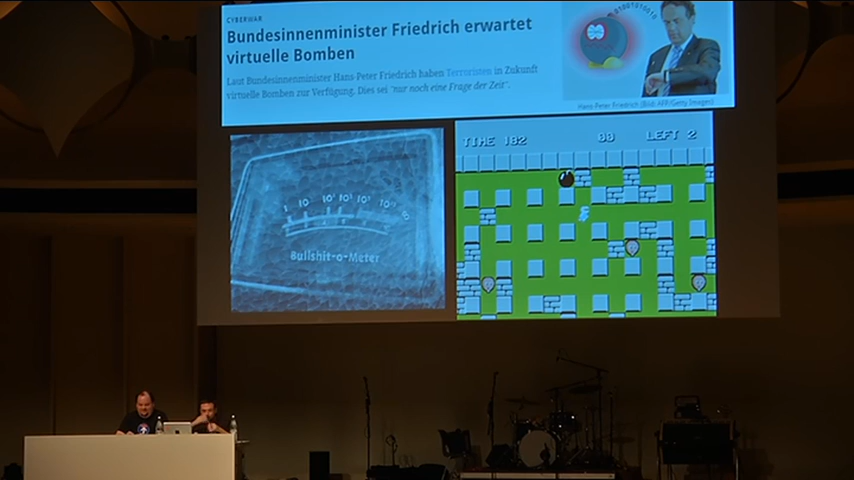 CYBERWAR
Bundesinnenminister Friedrich erwartet
virtuelle Bomben
Laut Bundesinnenminister Hans-Peter Friedrich haben Terroristen in Zukunft
virtuelle Bomben zur Verfügung. Dies sei "nur noch eine Frage der Zeit".
Hans-Peter Friedrich (Bild: AFP/Getty Images)
TIME 182 00 LEFT 2
Bullshit-o-Meter